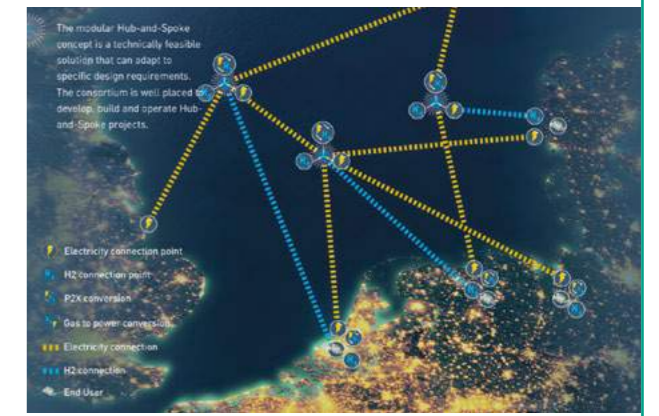 The modular Hub-and-Spoke
concept is a technically feasible
solution that can adapt to
specific design requirements.
The consortium is well placed to
develop, build and operate Hub-
and-Spoke projects.
Electricity connection point
H2 connection point
P2X conversion
Gas to power conversion
Electricity connection
H2 connection
End User